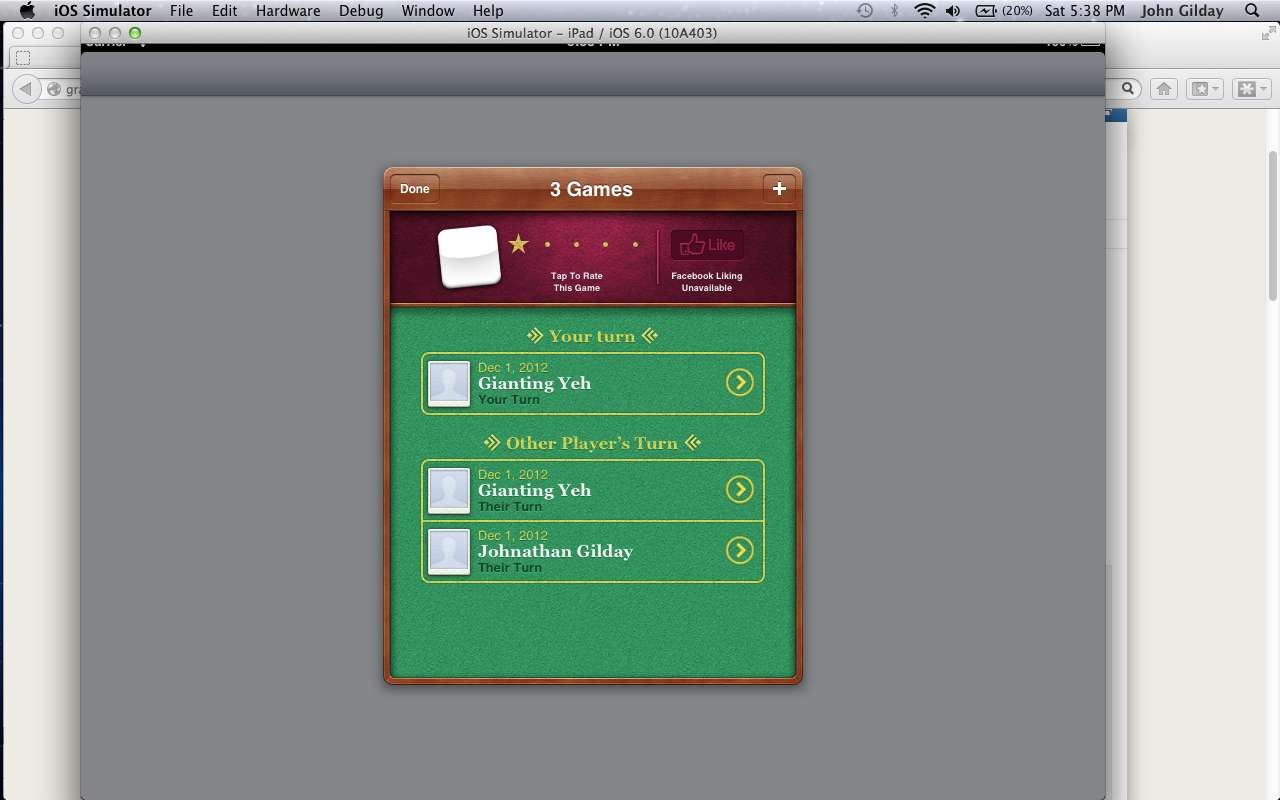 iOS Simulator File Edit Hardware Debug Window Help (20%) Sat 5:38 PM John Gilday
iOS Simulator – iPad / iOS 6.0 (10A403)
gra
Done 3 Games +
Like
Tap To Rate
This Game
Facebook Liking
Unavailable
Your turn
Dec 1, 2012
Gianting Yeh
Your Turn
Other Player’s Turn
Dec 1, 2012
Gianting Yeh
Their Turn
Dec 1, 2012
Johnathan Gilday
Their Turn